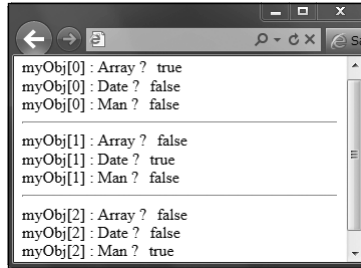 Si
myObj[0] : Array ? true
myObj[0] : Date ? false
myObj[0] : Man ? false
myObj[1] : Array ? false
myObj[1] : Date ? true
myObj[1] : Man ? false
myObj[2] : Array ? false
myObj[2] : Date ? false
myObj[2] : Man ? true